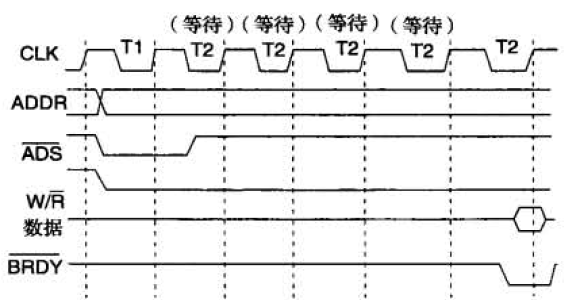 (等待) (等待) (等待) (等待)
CLK T1 T2 T2 T2 T2 T2
ADDR
ADS
W/R
数据
BRDY